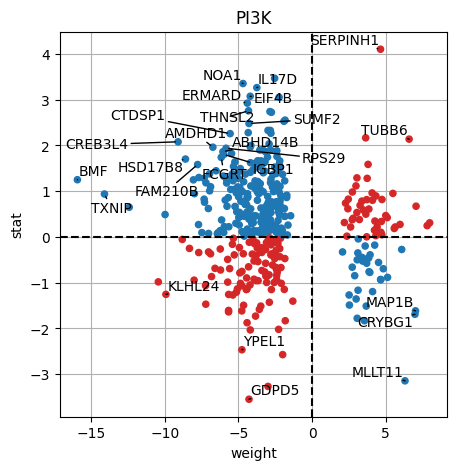 PI3K
SERPINH1
NOA1
IL17D
ERMARD
EIF4B
CTDSP1
THNSL2
SUMF2
TUBB6
AMDHD1
CREB3L4
ABHD14B
RPS29
HSD17B8
IGBP1
BMF
FCGRT
FAM210B
TXNIP
KLHL24
MAP1B
CRYBG1
YPEL1
MLLT11
GDPD5
4
3
2
1
0
−1
−2
−3
stat
−15
−10
−5
0
5
weight